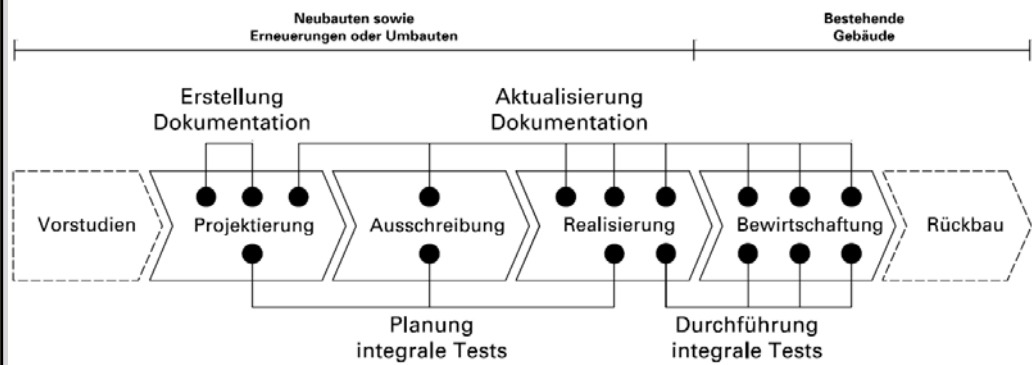 Neubauten sowie
Erneuerungen oder Umbauten
Bestehende
Gebäude
Erstellung
Dokumentation
Aktualisierung
Dokumentation
Vorstudien
Projektierung
Ausschreibung
Realisierung
Bewirtschaftung
Rückbau
Planung
integrale Tests
Durchführung
integrale Tests